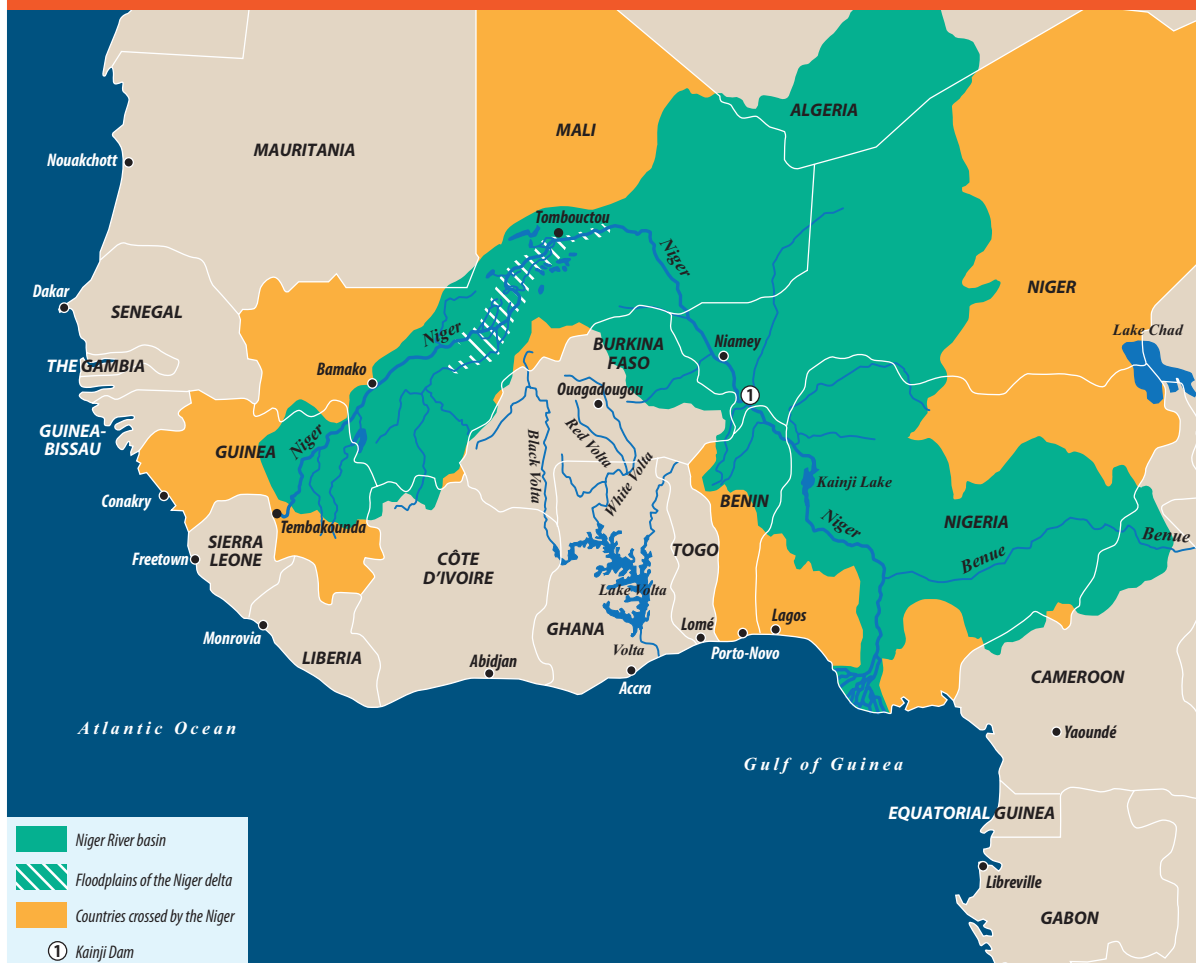 ALGERIA
MALI
MAURITANIA
Nouakchott
Tombouctou
Niger
NIGER
Dakar
SENEGAL
Lake Chad
Niger
BURKINA
FASO
Niamey
THE GAMBIA
Bamako
Ouagadougou
1
GUINEA-
BISSAU
GUINEA
Niger
Black Volta
Red Volta
White Volta
Kainji Lake
Conakry
BENIN
Tembakounda
Niger
NIGERIA
Benue
Benue
SIERRA
LEONE
Freetown
CÔTE
D'IVOIRE
TOGO
Lake Volta
Monrovia
GHANA
Lomé
Lagos
Volta
Porto-Novo
LIBERIA
Abidjan
Accra
CAMEROON
Atlantic Ocean
Yaoundé
Gulf of Guinea
EQUATORIAL GUINEA
Libreville
GABON
Niger River basin
Floodplains of the Niger delta
Countries crossed by the Niger
1 Kainji Dam